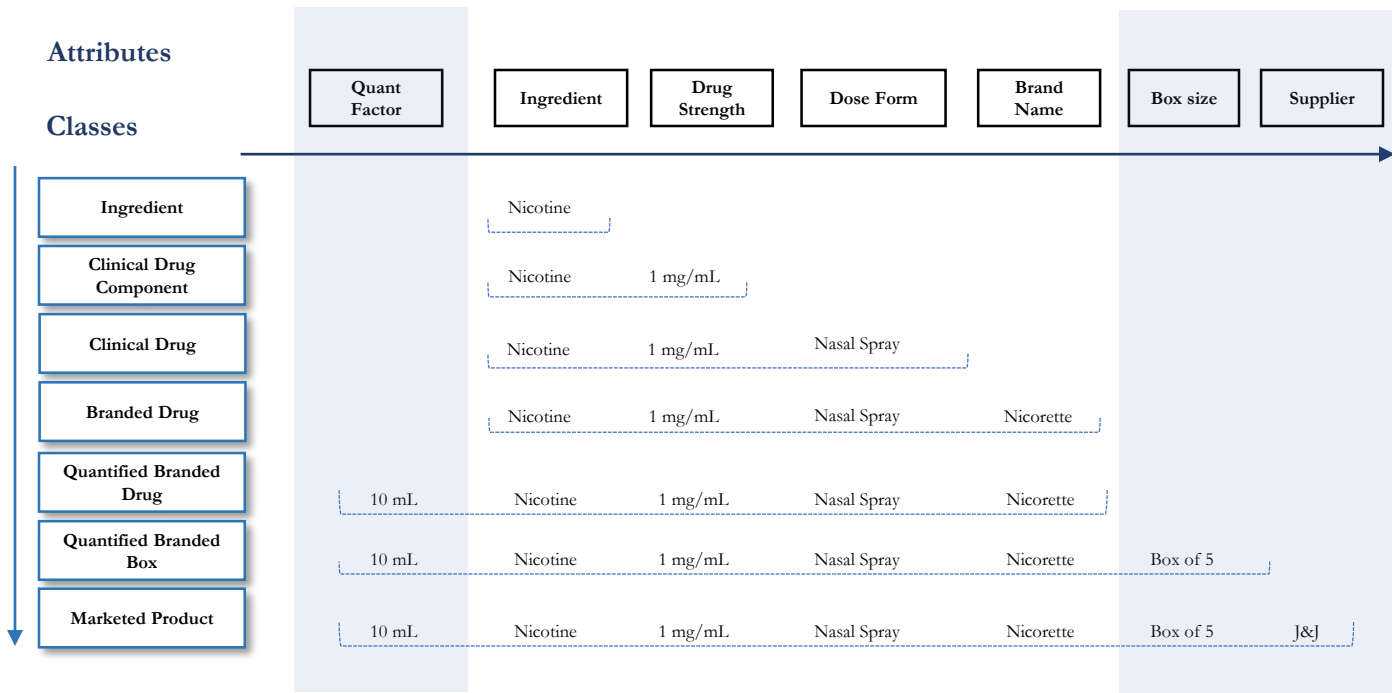 Attributes
Classes
Quant
Factor
Ingredient
Drug
Strength
Dose Form
Brand
Name
Box size
Supplier
Ingredient
Nicotine
Clinical Drug
Component
Nicotine 1 mg/mL
Clinical Drug
Nicotine 1 mg/mL Nasal Spray
Branded Drug
Nicotine 1 mg/mL Nasal Spray Nicorette
Quantified Branded
Drug
10 mL Nicotine 1 mg/mL Nasal Spray Nicorette
Quantified Branded
Box
10 mL Nicotine 1 mg/mL Nasal Spray Nicorette Box of 5
Marketed Product
10 mL Nicotine 1 mg/mL Nasal Spray Nicorette Box of 5 J&J